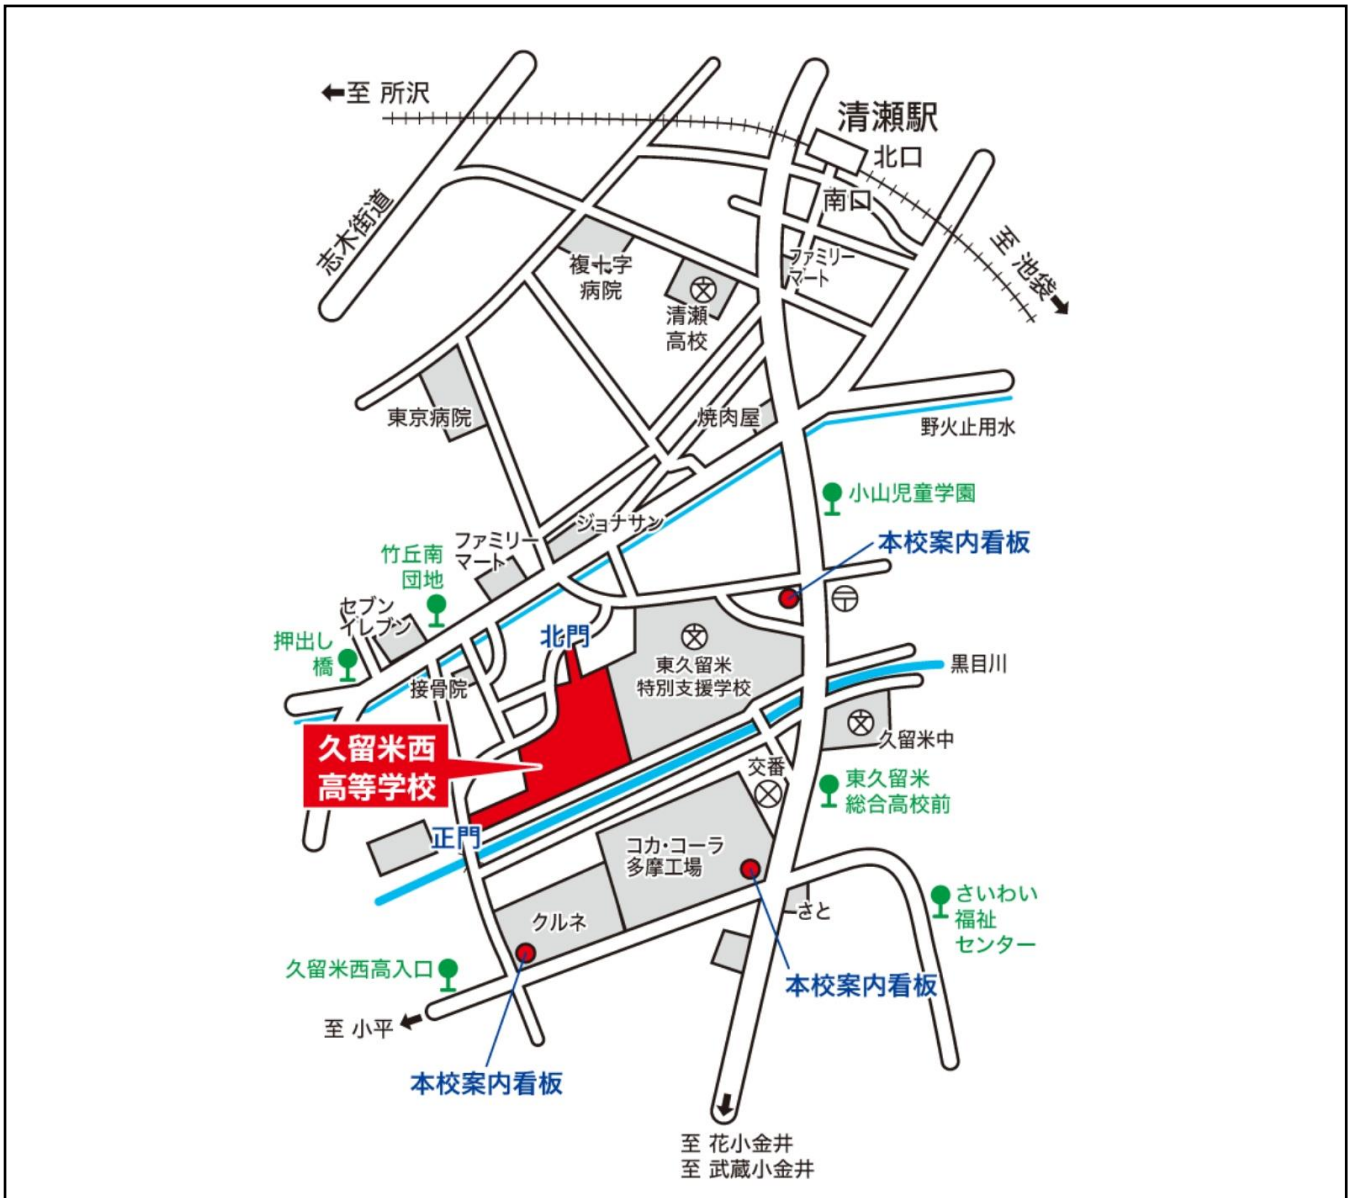 至 所沢
清瀬駅
北口
南口
志木街道
至 池袋
複十字
病院
ファミリー
マート
清瀬
高校
東京病院
焼肉屋
野火止用水
小山児童学園
ジョナサン
本校案内看板
ファミリー
マート
竹丘南
団地
セブン
イレブン
押出し
橋
北門
東久留米
特別支援学校
黒目川
接骨院
久留米西
高等学校
久留米中
交番
東久留米
総合高校前
正門
コカ・コーラ
多摩工場
さと
さいわい
福祉
センター
クルネ
久留米西高入口
本校案内看板
至 小平
本校案内看板
至 花小金井
至 武蔵小金井